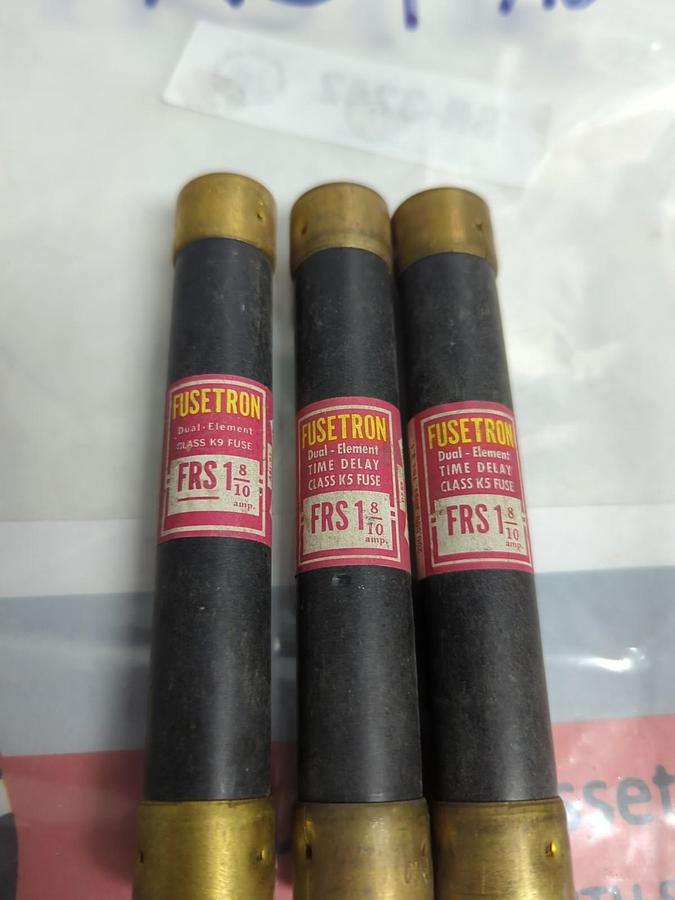 FUSETRON
Dual-Element
CLASS K9 FUSE
FRS 1 8/10
amp.
FUSETRON
Dual-Element
TIME DELAY
CLASS K5 FUSE
FRS 1 8/10
amp.
FUSETRON
Dual-Element
TIME DELAY
CLASS K5 FUSE
FRS 1 8/10
amp.
sset